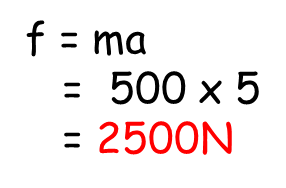 f = ma
= 500 x 5
= 2500N